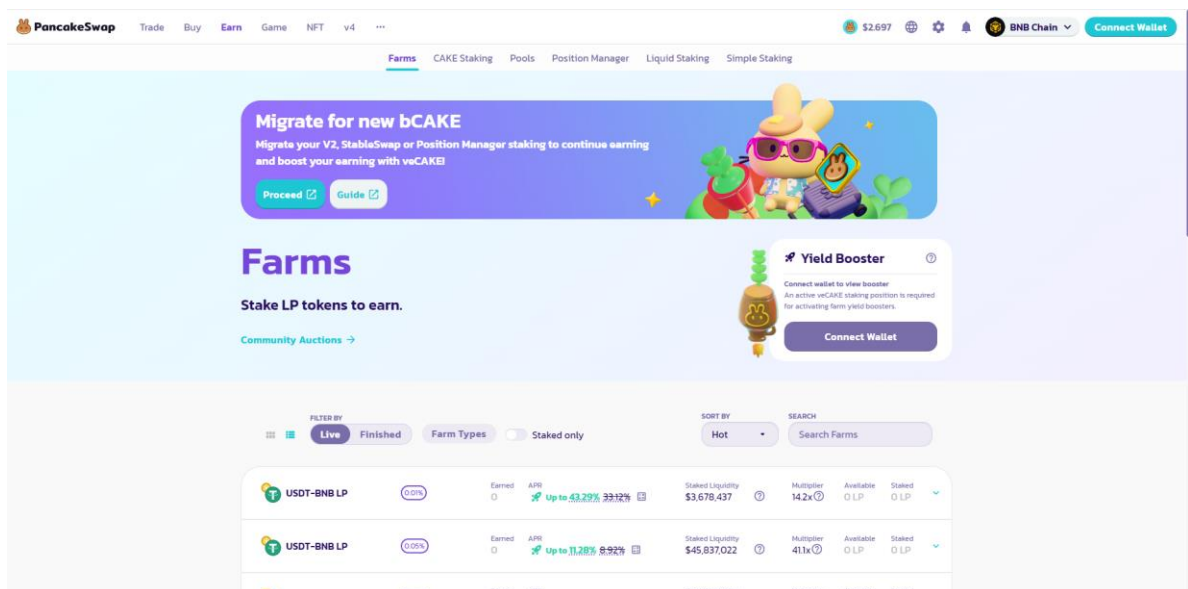 PancakeSwap Trade Buy Earn Game NFT v4 ... $2.697 BNB Chain Connect Wallet
Farms CAKE Staking Pools Position Manager Liquid Staking Simple Staking
Migrate for new bCAKE
Migrate your V2, StableSwap or Position Manager staking to continue earning
and boost your earning with veCAKE!
Proceed Guide
Farms
Stake LP tokens to earn.
Community Auctions →
Yield Booster
Connect wallet to view booster
An active veCAKE staking position is required
for activating farm yield boosters.
Connect Wallet
FILTER BY
Live Finished Farm Types Staked only
SORT BY
Hot
SEARCH
Search Farms
USDT-BNB LP 0.01%
Earned APR Staked Liquidity Multiplier Available Staked
0 Up to 43.29% 33.12% $3,678,437 14.2x 0 LP 0 LP
USDT-BNB LP 0.05%
Earned APR Staked Liquidity Multiplier Available Staked
0 Up to 11.28% 8.92% $45,837,022 41.1x 0 LP 0 LP